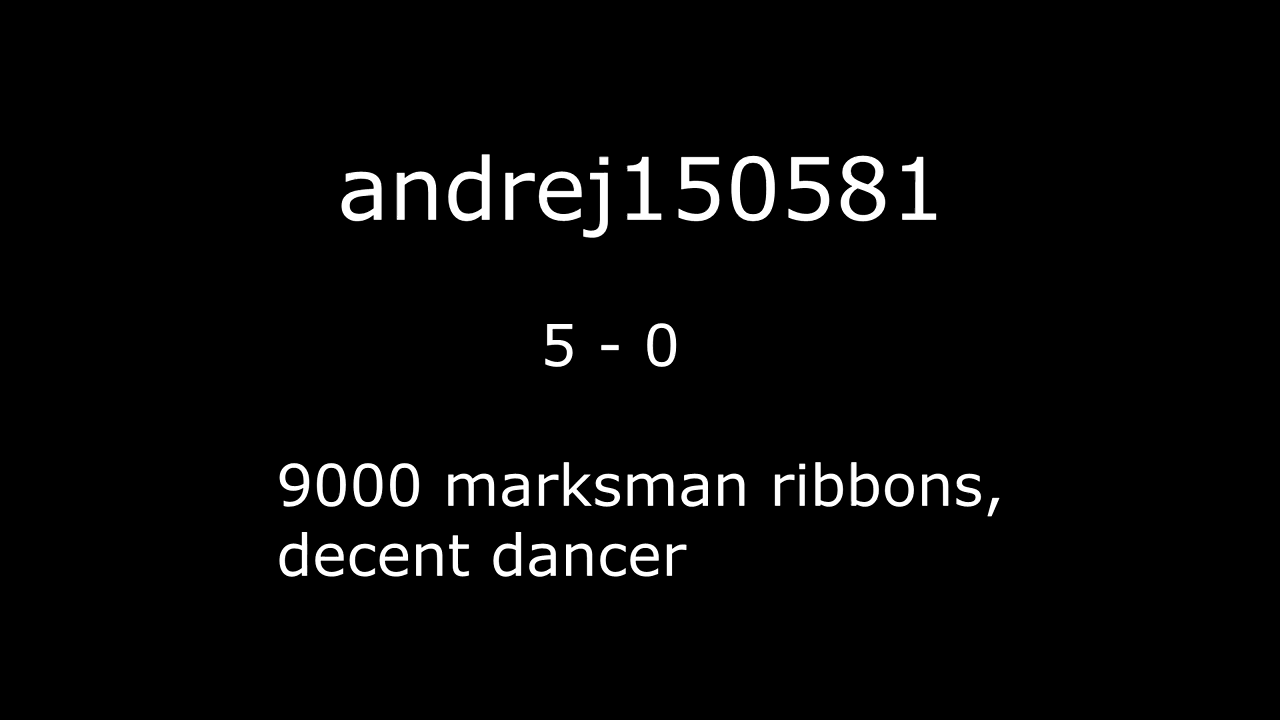 andrej150581
5 - 0
9000 marksman ribbons,
decent dancer